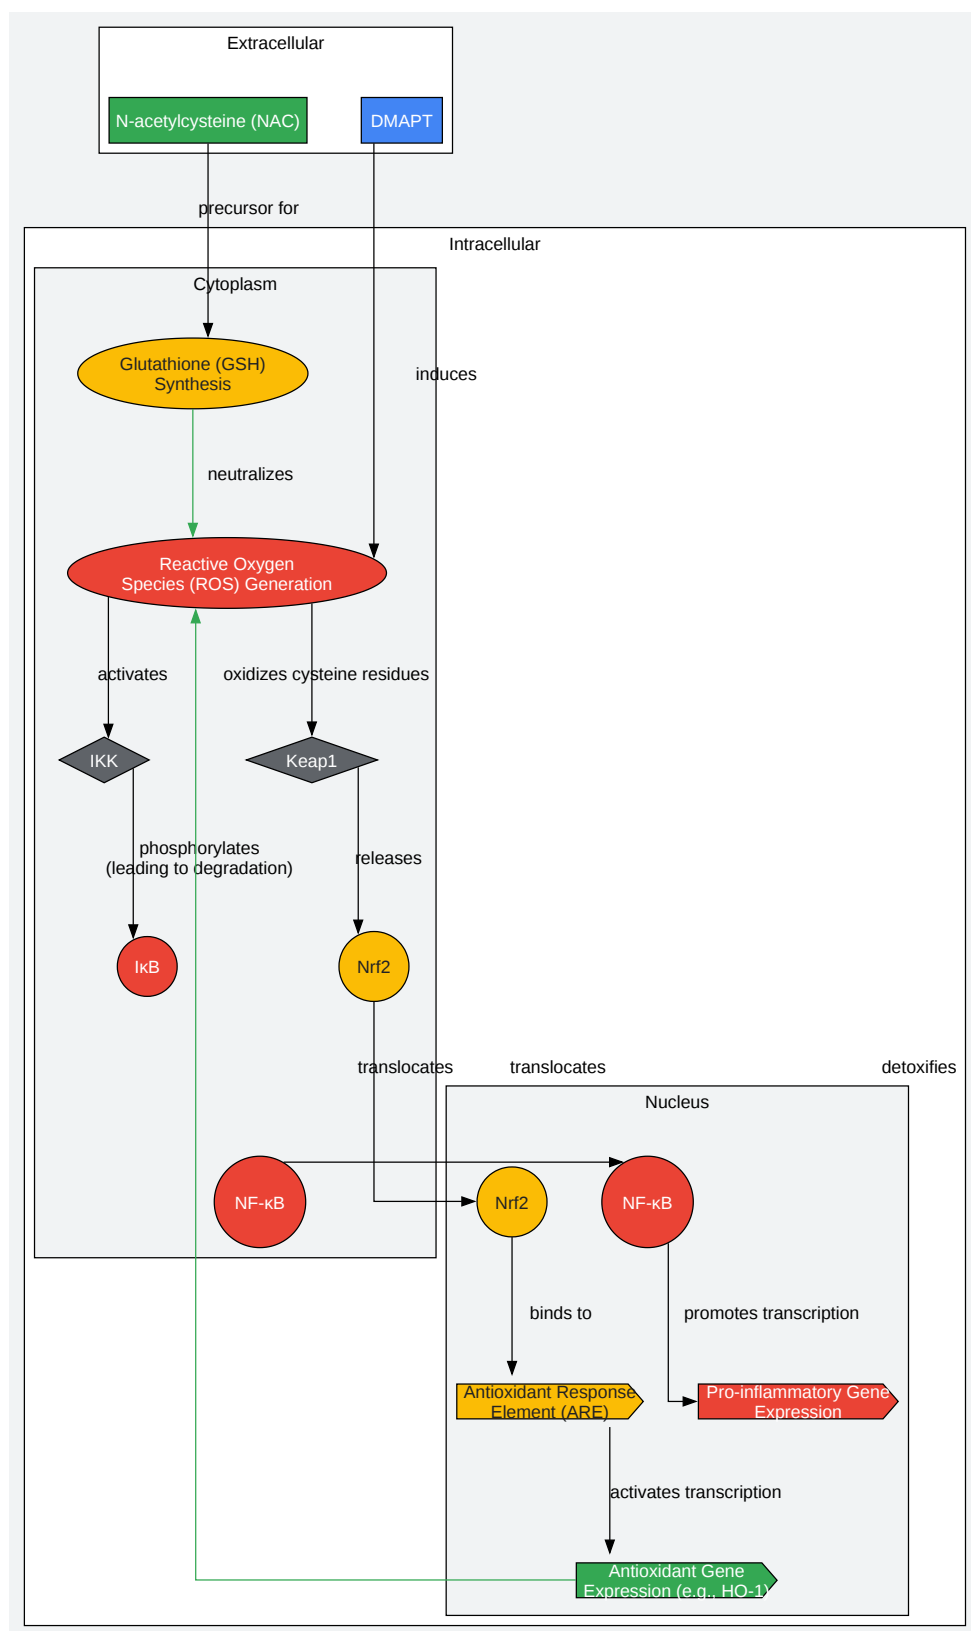 Extracellular
N-acetylcysteine (NAC)
DMAPT
precursor for
Intracellular
Cytoplasm
Glutathione (GSH)
Synthesis
induces
neutralizes
Reactive Oxygen
Species (ROS) Generation
activates
oxidizes cysteine residues
IKK
Keap1
phosphorylates
(leading to degradation)
releases
IκB
Nrf2
translocates
translocates
detoxifies
Nucleus
NF-κB
Nrf2
NF-κB
binds to
promotes transcription
Antioxidant Response
Element (ARE)
Pro-inflammatory Gene
Expression
activates transcription
Antioxidant Gene
Expression (e.g., HO-1)